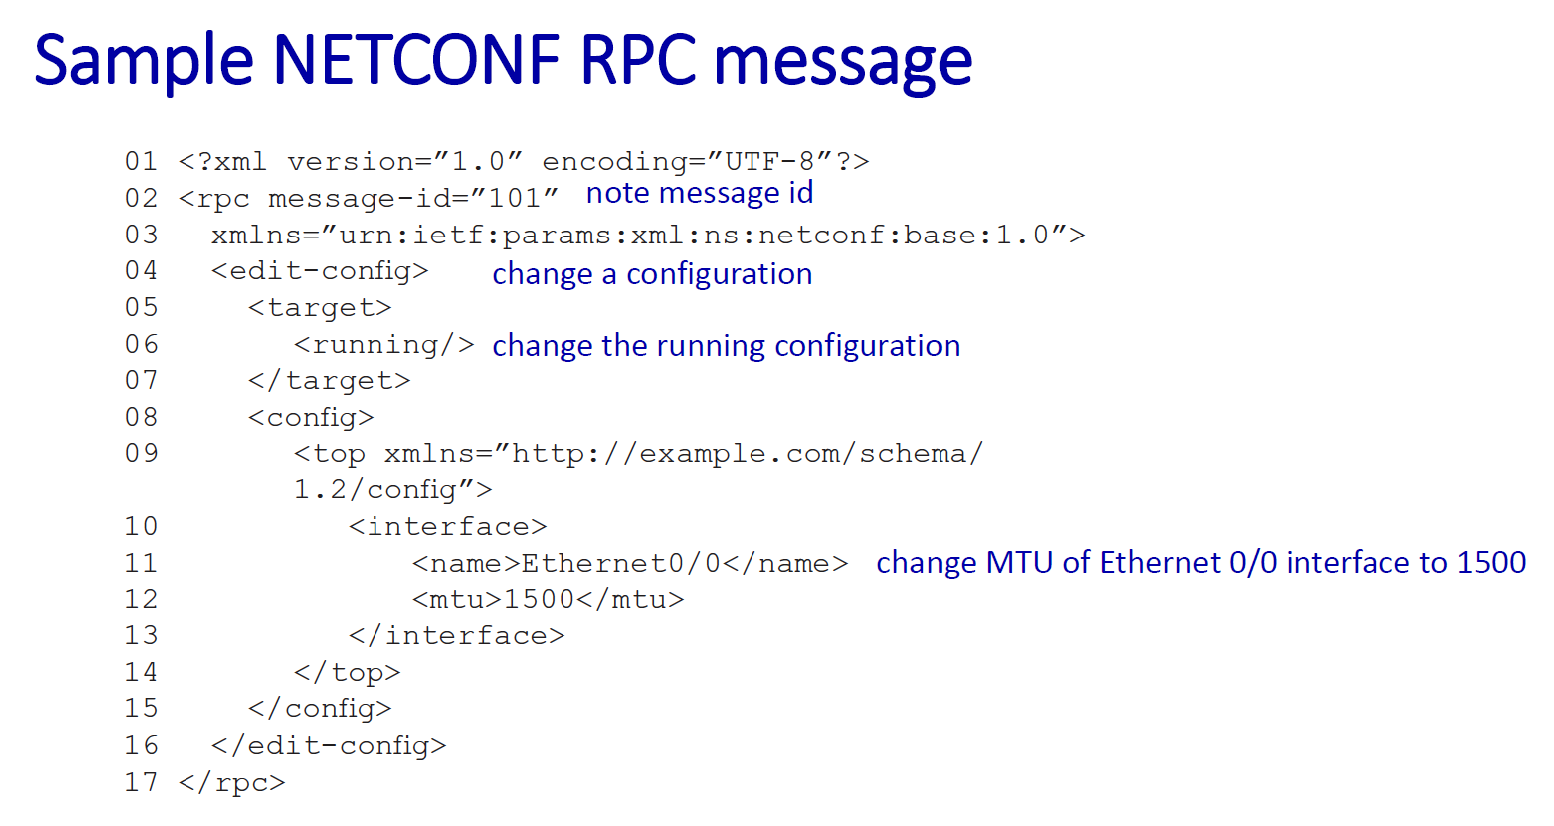 Sample NETCONF RPC message
01 <?xml version=”1.0” encoding=”UTF-8”?>
02 <rpc message-id=”101” note message id
03 xmlns=”urn:ietf:params:xml:ns:netconf:base:1.0”>
04 <edit-config> change a configuration
05 <target>
06 <running/> change the running configuration
07 </target>
08 <config>
09 <top xmlns=”http://example.com/schema/
1.2/config”>
10 <interface>
11 <name>Ethernet0/0</name> change MTU of Ethernet 0/0 interface to 1500
12 <mtu>1500</mtu>
13 </interface>
14 </top>
15 </config>
16 </edit-config>
17 </rpc>